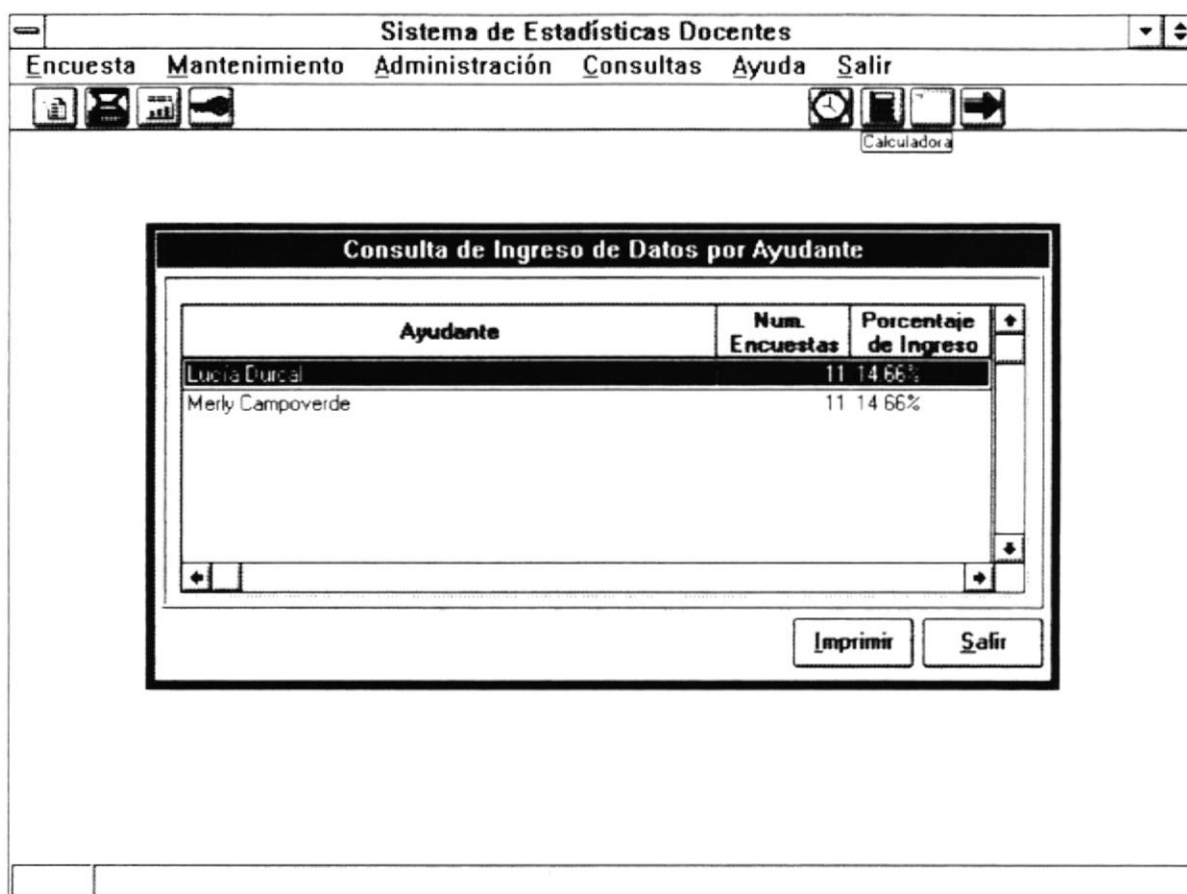 Sistema de Estadísticas Docentes
Encuesta Mantenimiento Administración Consultas Ayuda Salir
Calculadora
Consulta de Ingreso de Datos por Ayudante
Ayudante Num. Encuestas Porcentaje de Ingreso
Lucía Durcal 11 14.66%
Merly Campoverde 11 14.66%
Imprimir Salir